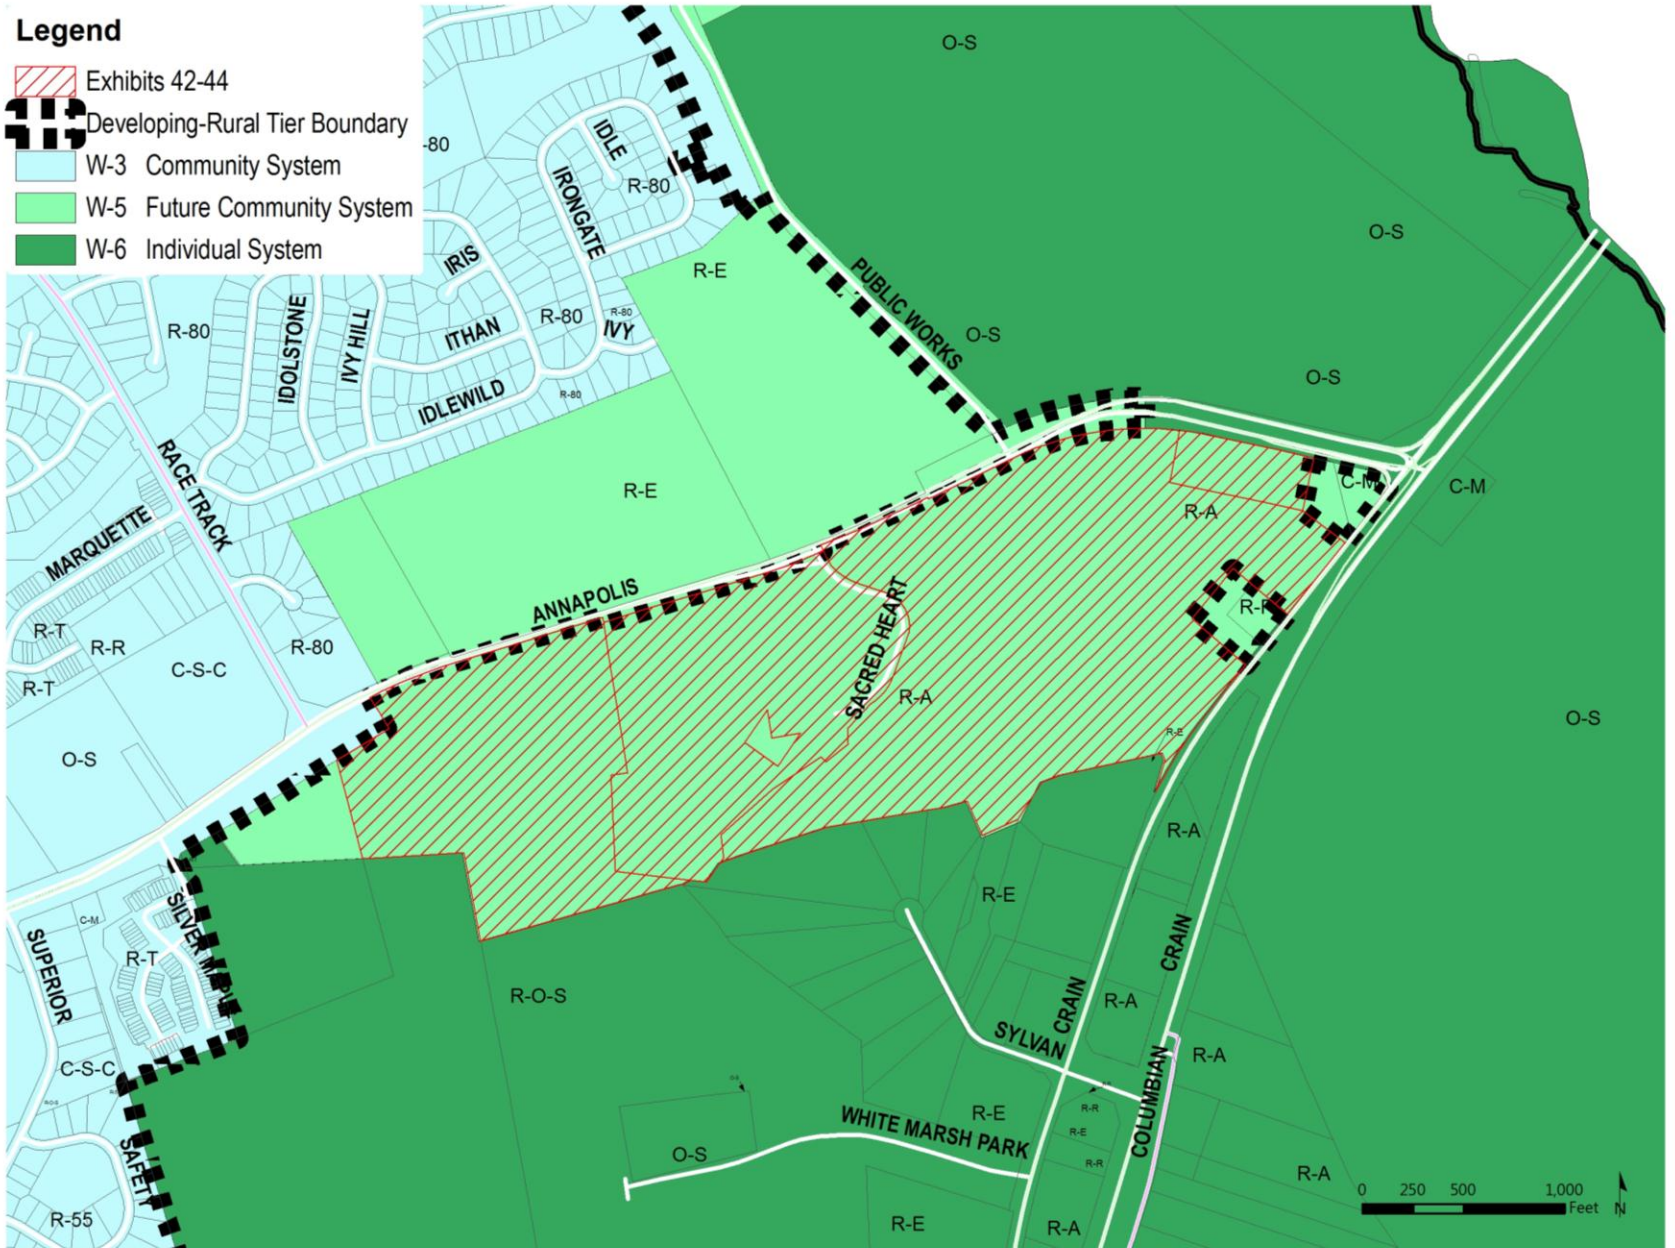 Legend
Exhibits 42-44
Developing-Rural Tier Boundary
W-3 Community System
W-5 Future Community System
W-6 Individual System
O-S
-80
IDLE
R-80
IRONGATE
O-S
IRIS
R-E
PUBLIC WORKS
R-80
IDOLSTONE
IVY HILL
ITHAN
R-80
R-80
IVY
O-S
O-S
IDLEWILD
R-80
RACE TRACK
R-E
C-M
C-M
R-A
MARQUETTE
ANNAPOLIS
SACRED HEART
R-T
R-R
R-80
C-S-C
R-T
R-A
O-S
R-E
O-S
R-A
C-M
SILVER
R-E
SUPERIOR
R-T
CRAIN
R-O-S
CRAIN
R-A
SYLVAN
C-S-C
COLUMBIAN
R-A
R-R
R-E
WHITE MARSH PARK
R-E
R-R
O-S
SAFETY
R-A
R-55
R-E
R-A
0 250 500 1,000
Feet
N